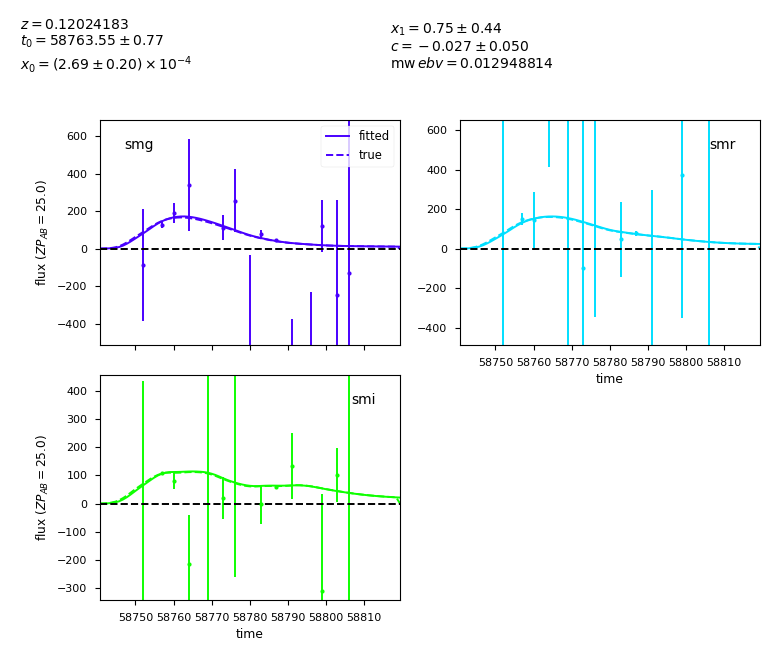 z = 0.12024183
t₀ = 58763.55 ± 0.77
x₀ = (2.69 ± 0.20) × 10⁻⁴
x₁ = 0.75 ± 0.44
c = −0.027 ± 0.050
mw ebv = 0.012948814
smg
fitted
true
600
400
200
0
−200
−400
flux (ZP_AB = 25.0)
smr
600
400
200
0
−200
−400
58750 58760 58770 58780 58790 58800 58810
time
smi
400
300
200
100
0
−100
−200
−300
flux (ZP_AB = 25.0)
58750 58760 58770 58780 58790 58800 58810
time